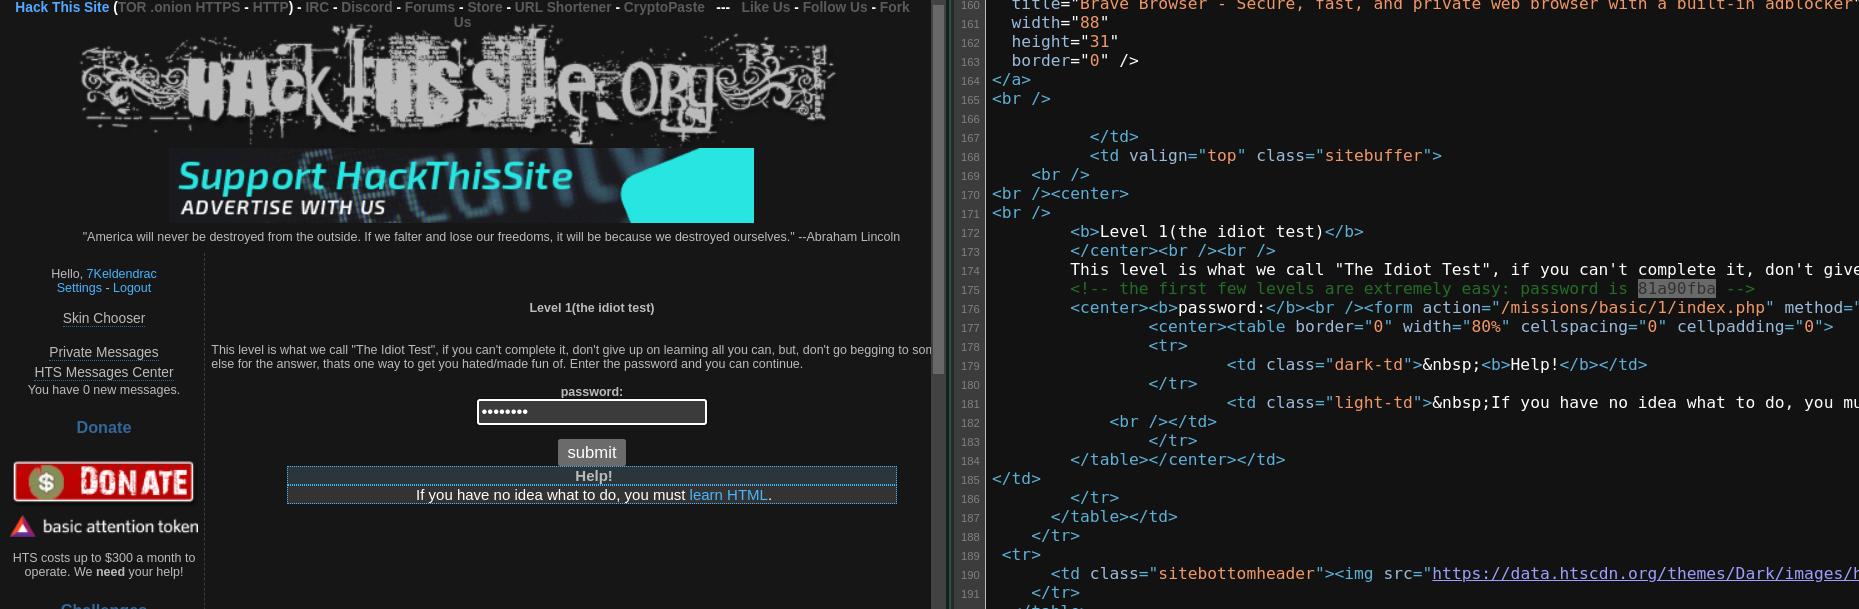 Hack This Site (TOR .onion HTTPS - HTTP) - IRC - Discord - Forums - Store - URL Shortener - CryptoPaste --- Like Us - Follow Us - Fork
Us
HackThisSite.org
Support HackThisSite
ADVERTISE WITH US
"America will never be destroyed from the outside. If we falter and lose our freedoms, it will be because we destroyed ourselves." --Abraham Lincoln
Hello, 7Keldendrac
Settings - Logout
Skin Chooser
Private Messages
HTS Messages Center
You have 0 new messages.
Donate
$ DONATE
basic attention token
HTS costs up to $300 a month to
operate. We need your help!
Challenges
Level 1(the idiot test)
This level is what we call "The Idiot Test", if you can't complete it, don't give up on learning all you can, but, don't go begging to
else for the answer, thats one way to get you hated/made fun of. Enter the password and you can continue.
password:
••••••••
submit
Help!
If you have no idea what to do, you must learn HTML.
160 title="Brave Browser - Secure, fast, and private web browser with a built-in adblocker"
161 width="88"
162 height="31"
163 border="0" />
164 </a>
165 <br />
166
167 </td>
168 <td valign="top" class="sitebuffer">
169 <br />
170 <br /><center>
171 <br />
172 <b>Level 1(the idiot test)</b>
173 </center><br /><br />
174 This level is what we call "The Idiot Test", if you can't complete it, don't give
175 <!-- the first few levels are extremely easy: password is 81a90fba -->
176 <center><b>password:</b><br /><form action="/missions/basic/1/index.php" method="
177 <center><table border="0" width="80%" cellspacing="0" cellpadding="0">
178 <tr>
179 <td class="dark-td">&nbsp;<b>Help!</b></td>
180 </tr>
181 <td class="light-td">&nbsp;If you have no idea what to do, you
182 <br /></td>
183 </tr>
184 </table></center></td>
185 </td>
186 </tr>
187 </table></td>
188 </tr>
189 <tr>
190 <td class="sitebottomheader"><img src="https://data.htscdn.org/themes/Dark/images/
191 </tr>